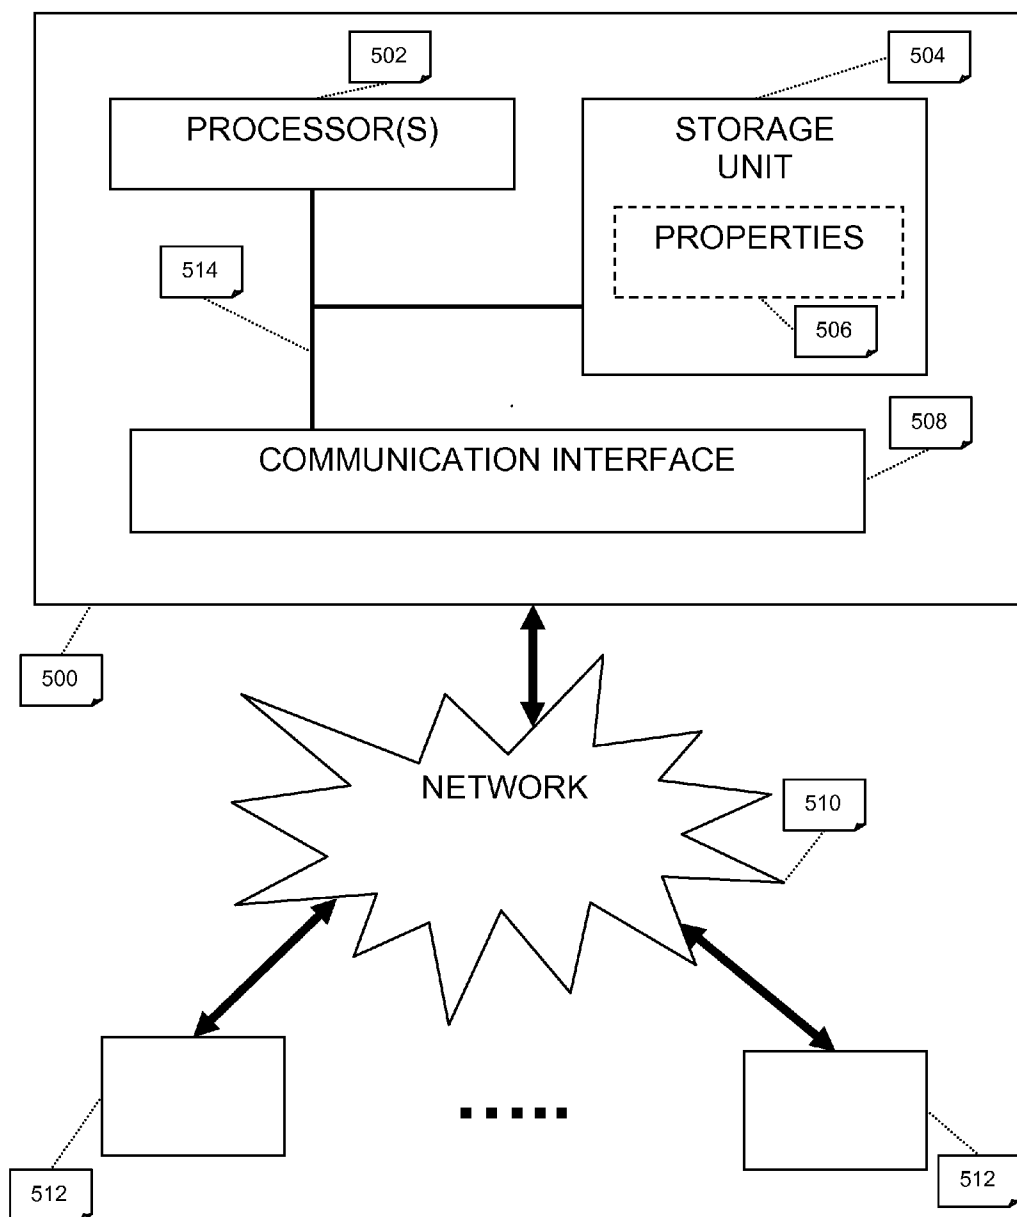 502
504
PROCESSOR(S)
STORAGE
UNIT
PROPERTIES
514
506
508
COMMUNICATION INTERFACE
500
NETWORK
510
512
512